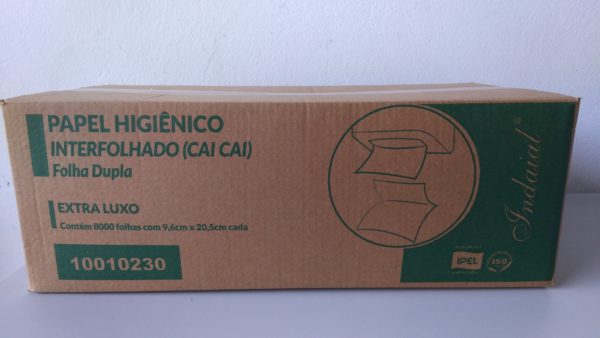 PAPEL HIGIÊNICO
INTERFOLHADO (CAI CAI)
Folha Dupla
EXTRA LUXO
Contém 8000 folhas com 9,6cm x 20,5cm cada
10010230
Indaial ®
IPEL
ISO